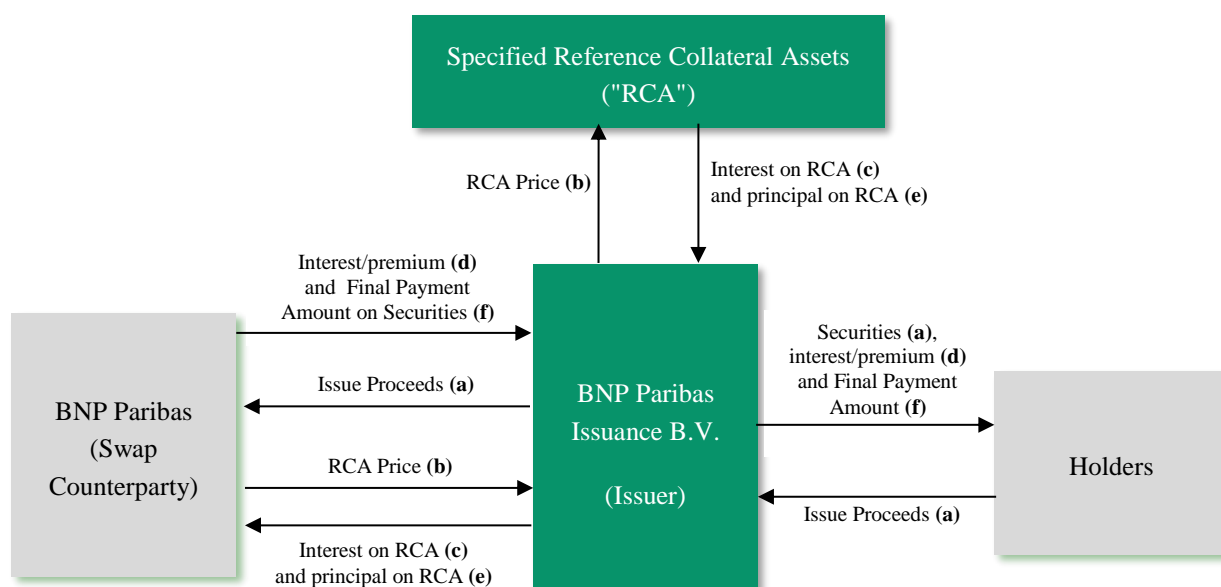 Specified Reference Collateral Assets
("RCA")
RCA Price (b)
Interest on RCA (c)
and principal on RCA (e)
Interest/premium (d)
and Final Payment
Amount on Securities (f)
Issue Proceeds (a)
RCA Price (b)
Interest on RCA (c)
and principal on RCA (e)
BNP Paribas
(Swap
Counterparty)
BNP Paribas
Issuance B.V.
(Issuer)
Securities (a),
interest/premium (d)
and Final Payment
Amount (f)
Issue Proceeds (a)
Holders